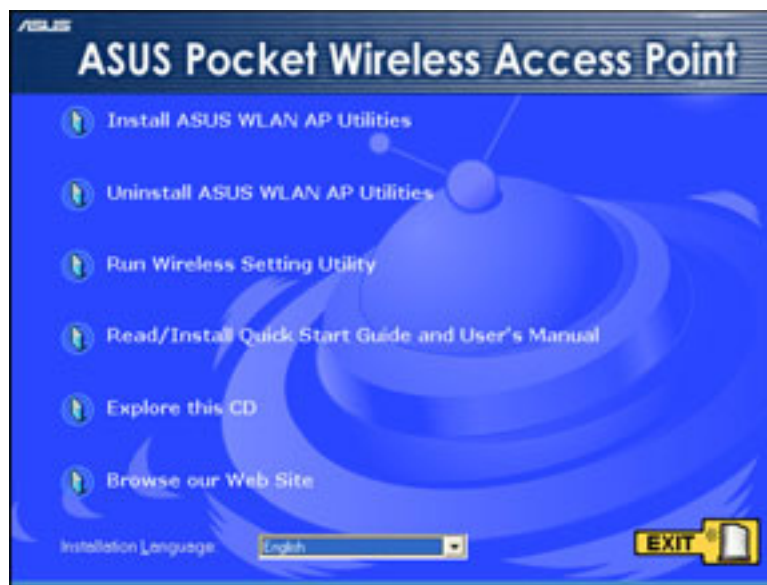 ASUS
ASUS Pocket Wireless Access Point
Install ASUS WLAN AP Utilities
Uninstall ASUS WLAN AP Utilities
Run Wireless Setting Utility
Read/Install Quick Start Guide and User's Manual
Explore this CD
Browse our Web Site
Installation Language: English
EXIT